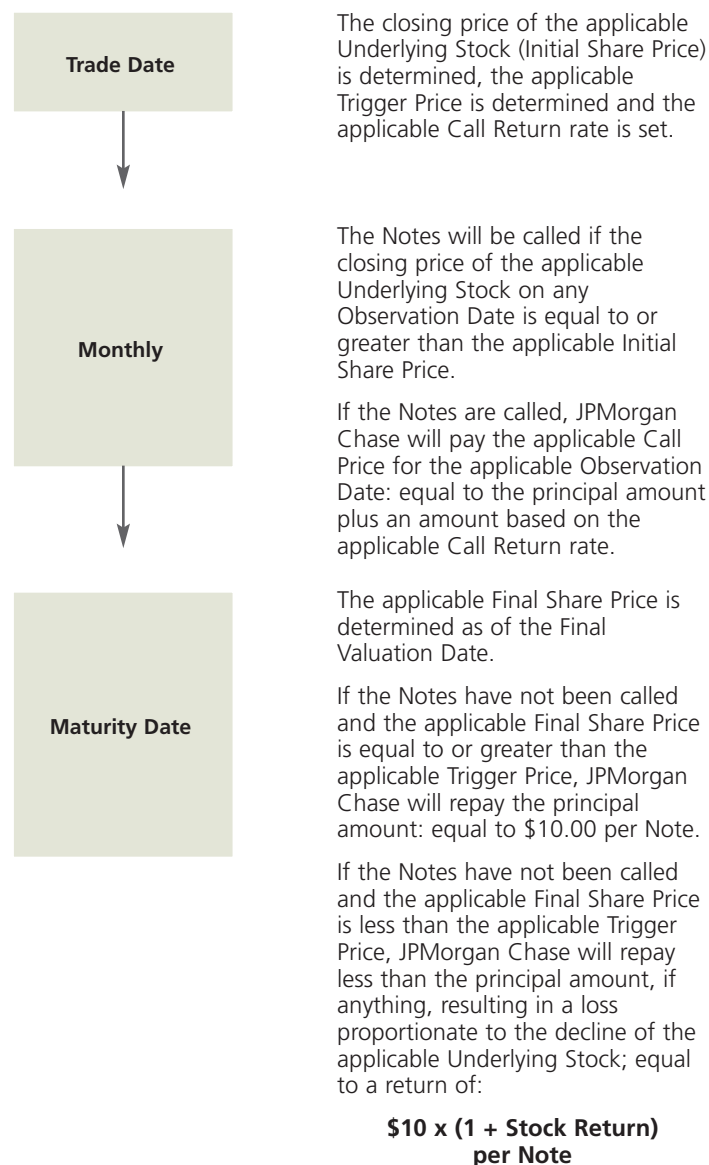 Trade Date
The closing price of the applicable
Underlying Stock (Initial Share Price)
is determined, the applicable
Trigger Price is determined and the
applicable Call Return rate is set.
Monthly
The Notes will be called if the
closing price of the applicable
Underlying Stock on any
Observation Date is equal to or
greater than the applicable Initial
Share Price.
If the Notes are called, JPMorgan
Chase will pay the applicable Call
Price for the applicable Observation
Date: equal to the principal amount
plus an amount based on the
applicable Call Return rate.
Maturity Date
The applicable Final Share Price is
determined as of the Final
Valuation Date.
If the Notes have not been called
and the applicable Final Share Price
is equal to or greater than the
applicable Trigger Price, JPMorgan
Chase will repay the principal
amount: equal to $10.00 per Note.
If the Notes have not been called
and the applicable Final Share Price
is less than the applicable Trigger
Price, JPMorgan Chase will repay
less than the principal amount, if
anything, resulting in a loss
proportionate to the decline of the
applicable Underlying Stock; equal
to a return of:
$10 x (1 + Stock Return)
per Note